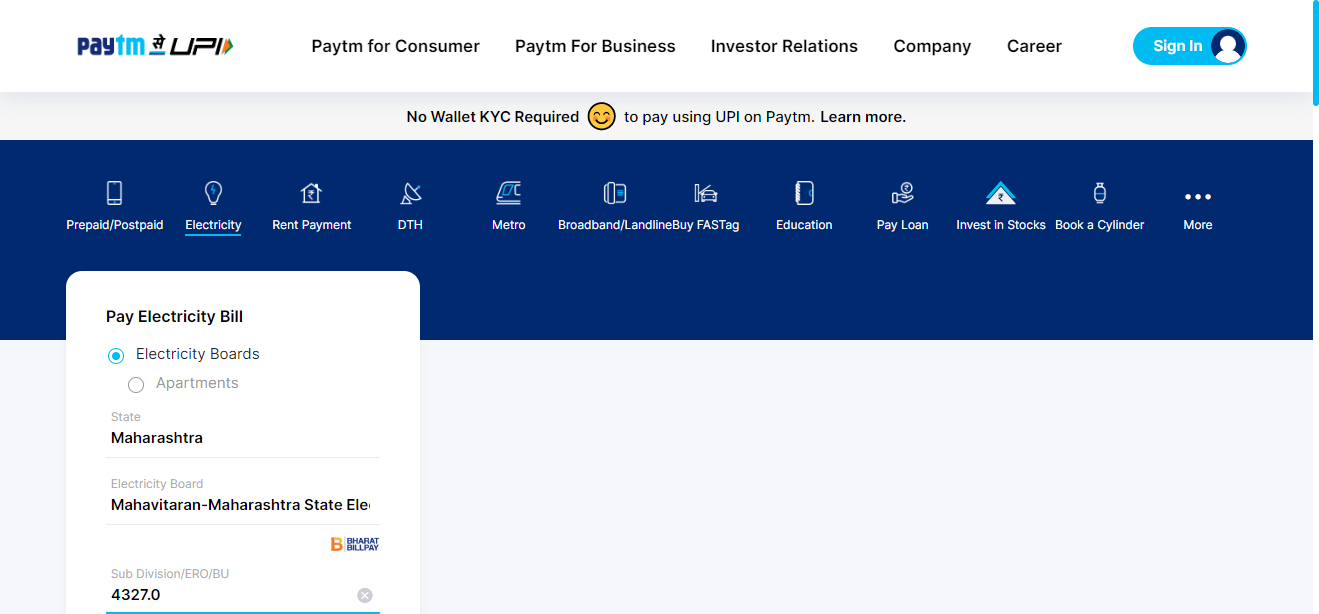 paytm से UPI
Paytm for Consumer Paytm For Business Investor Relations Company Career Sign In
No Wallet KYC Required to pay using UPI on Paytm. Learn more.
Prepaid/Postpaid Electricity Rent Payment DTH Metro Broadband/Landline Buy FASTag Education Pay Loan Invest in Stocks Book a Cylinder More
Pay Electricity Bill
Electricity Boards
Apartments
State
Maharashtra
Electricity Board
Mahavitaran-Maharashtra State Ele
B BHARAT
BILLPAY
Sub Division/ERO/BU
4327.0